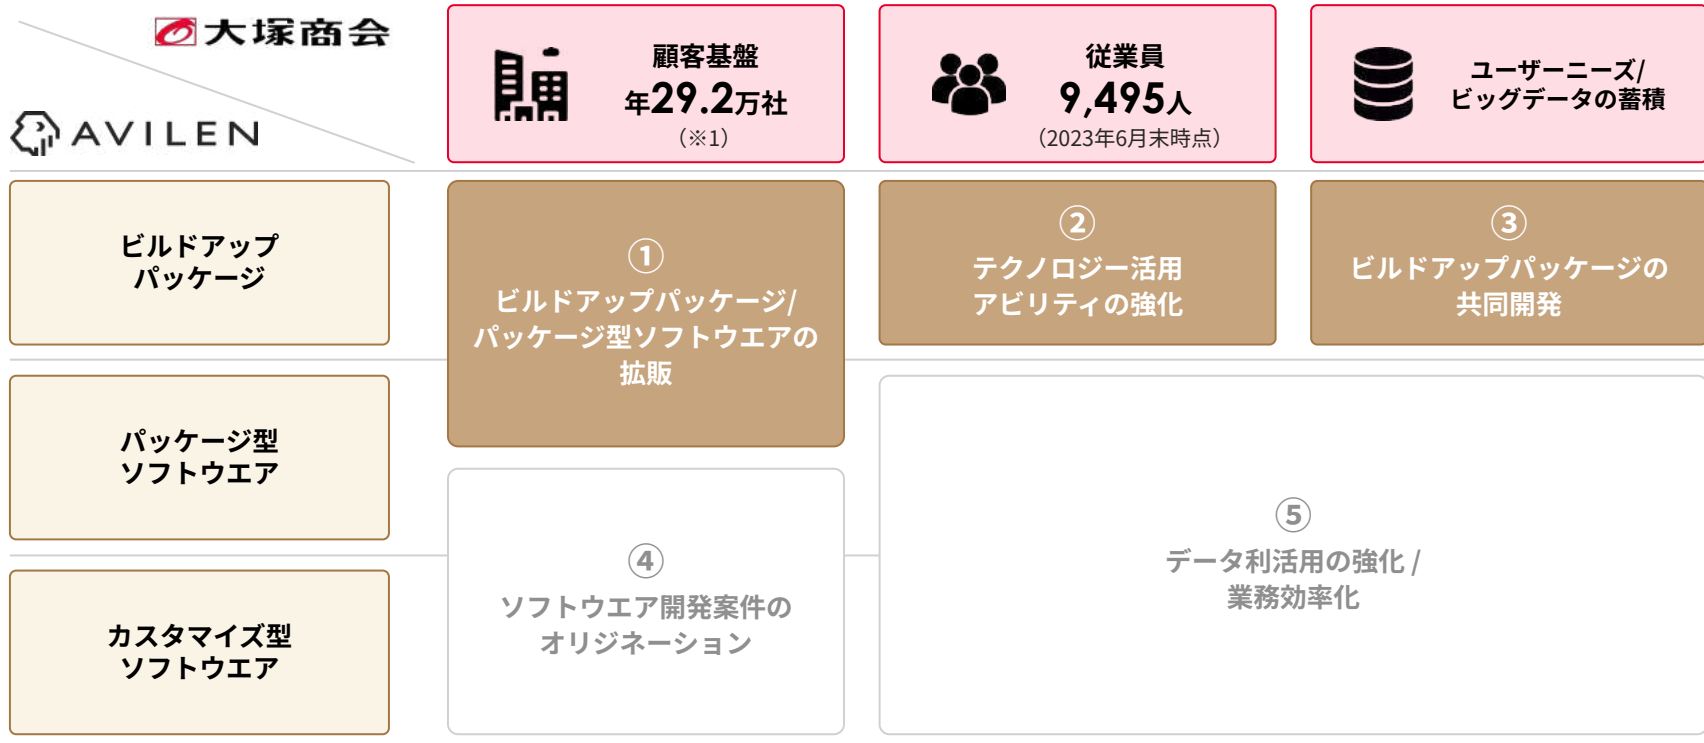 大塚商会
AVILEN
顧客基盤
年29.2万社
（※1）
従業員
9,495人
（2023年6月末時点）
ユーザーニーズ/
ビッグデータの蓄積
ビルドアップ
パッケージ
①
ビルドアップパッケージ/
パッケージ型ソフトウエアの
拡販
②
テクノロジー活用
アビリティの強化
③
ビルドアップパッケージの
共同開発
パッケージ型
ソフトウエア
④
ソフトウエア開発案件の
オリジネーション
⑤
データ利活用の強化 /
業務効率化
カスタマイズ型
ソフトウエア